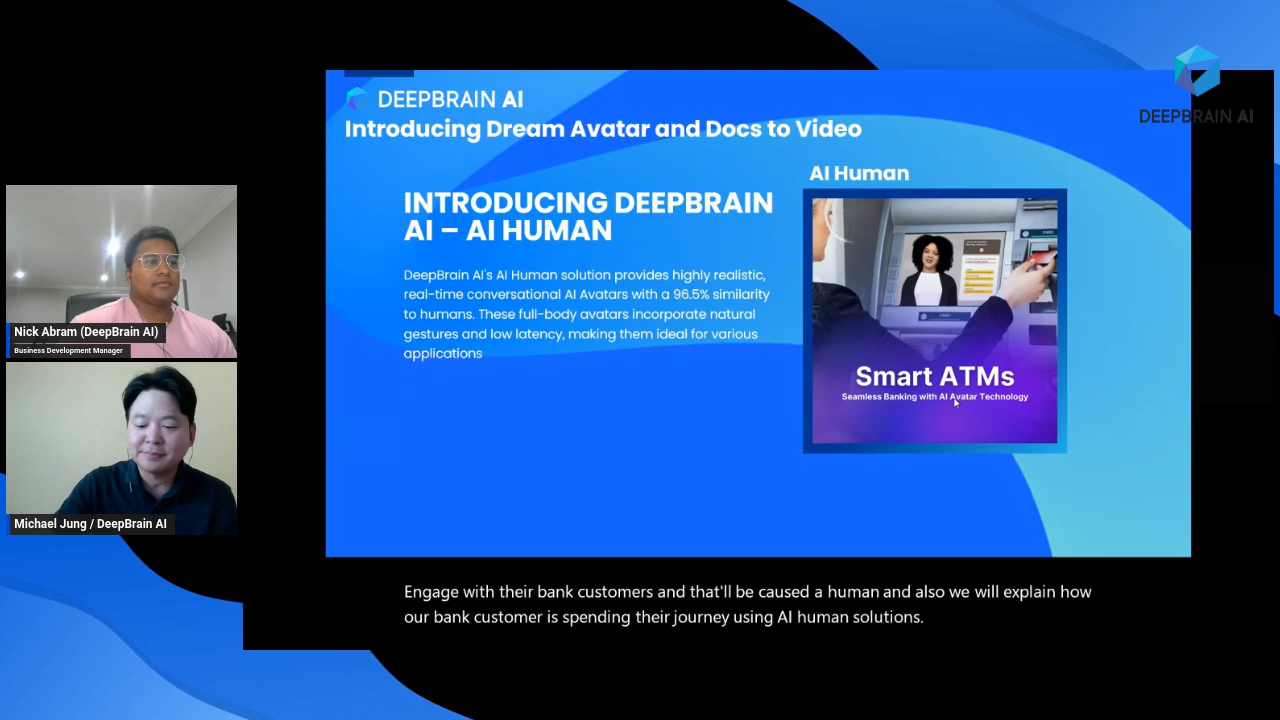 DEEPBRAIN AI
Introducing Dream Avatar and Docs to Video
DEEPBRAIN AI
AI Human
INTRODUCING DEEPBRAIN
AI – AI HUMAN
DeepBrain AI's AI Human solution provides highly realistic,
real-time conversational AI Avatars with a 96.5% similarity
to humans. These full-body avatars incorporate natural
gestures and low latency, making them ideal for various
applications
Smart ATMs
Seamless Banking with AI Avatar Technology
Nick Abram (DeepBrain AI)
Business Development Manager
Michael Jung / DeepBrain AI
Engage with their bank customers and that'll be caused a human and also we will explain how
our bank customer is spending their journey using AI human solutions.